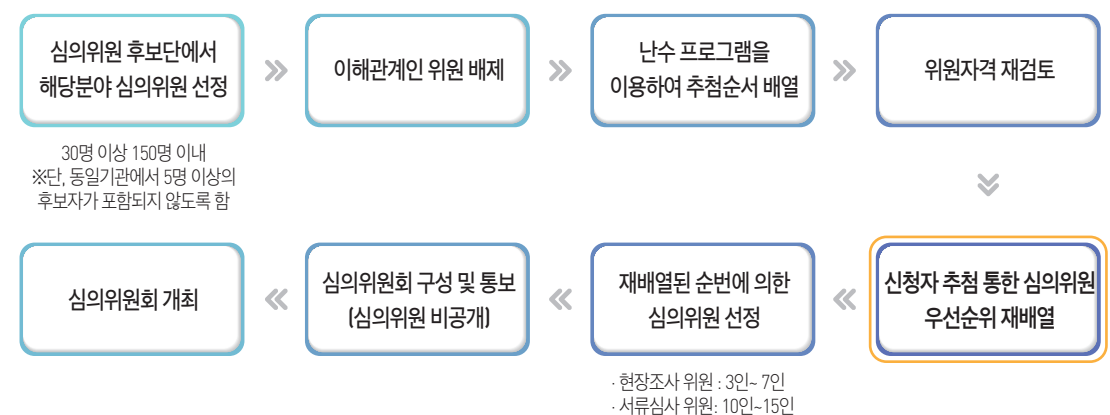 심의위원 후보단에서
해당분야 심의위원 선정
이해관계인 위원 배제
난수 프로그램을
이용하여 추첨순서 배열
위원자격 재검토
30명 이상 150명 이내
※단, 동일기관에서 5명 이상의
후보자가 포함되지 않도록 함
신청자 추첨 통한 심의위원
우선순위 재배열
재배열된 순번에 의한
심의위원 선정
· 현장조사 위원 : 3인~ 7인
· 서류심사 위원: 10인~15인
심의위원회 구성 및 통보
(심의위원 비공개)
심의위원회 개최